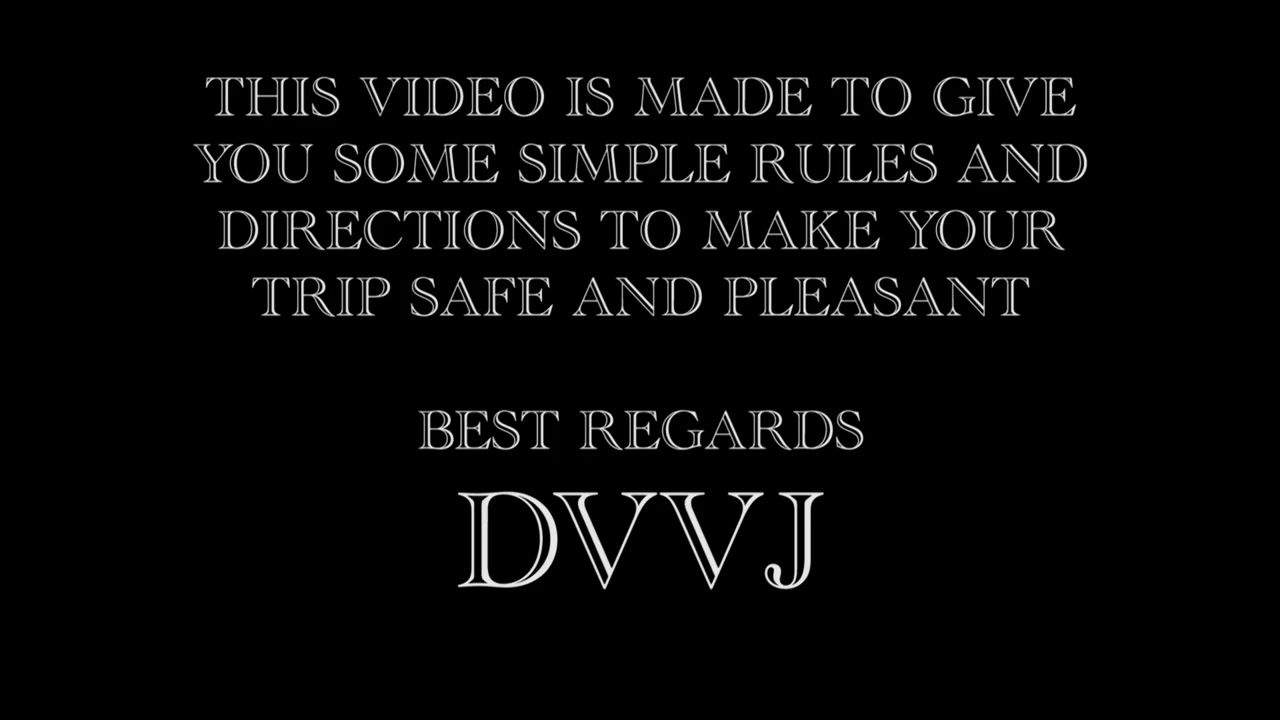 THIS VIDEO IS MADE TO GIVE
YOU SOME SIMPLE RULES AND
DIRECTIONS TO MAKE YOUR
TRIP SAFE AND PLEASANT
BEST REGARDS
DVVJ